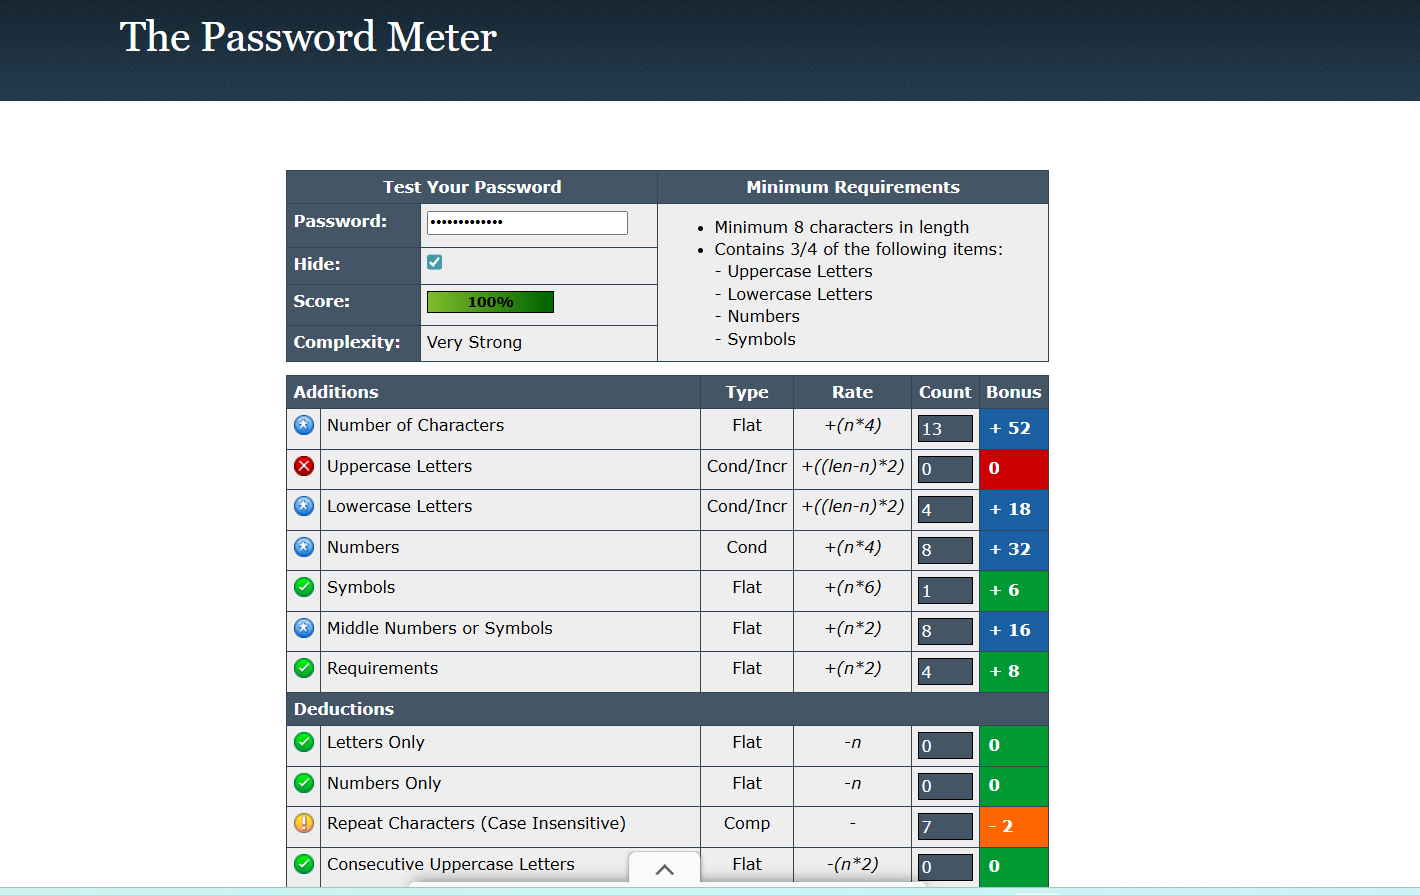 The Password Meter
Test Your Password Minimum Requirements
Password: •••••••••••••
Hide:
Score: 100%
Complexity: Very Strong
• Minimum 8 characters in length
• Contains 3/4 of the following items:
- Uppercase Letters
- Lowercase Letters
- Numbers
- Symbols
Additions Type Rate Count Bonus
Number of Characters Flat +(n*4) 13 + 52
Uppercase Letters Cond/Incr +((len-n)*2) 0 0
Lowercase Letters Cond/Incr +((len-n)*2) 4 + 18
Numbers Cond +(n*4) 8 + 32
Symbols Flat +(n*6) 1 + 6
Middle Numbers or Symbols Flat +(n*2) 8 + 16
Requirements Flat +(n*2) 4 + 8
Deductions
Letters Only Flat -n 0 0
Numbers Only Flat -n 0 0
Repeat Characters (Case Insensitive) Comp - 7 - 2
Consecutive Uppercase Letters Flat -(n*2) 0 0